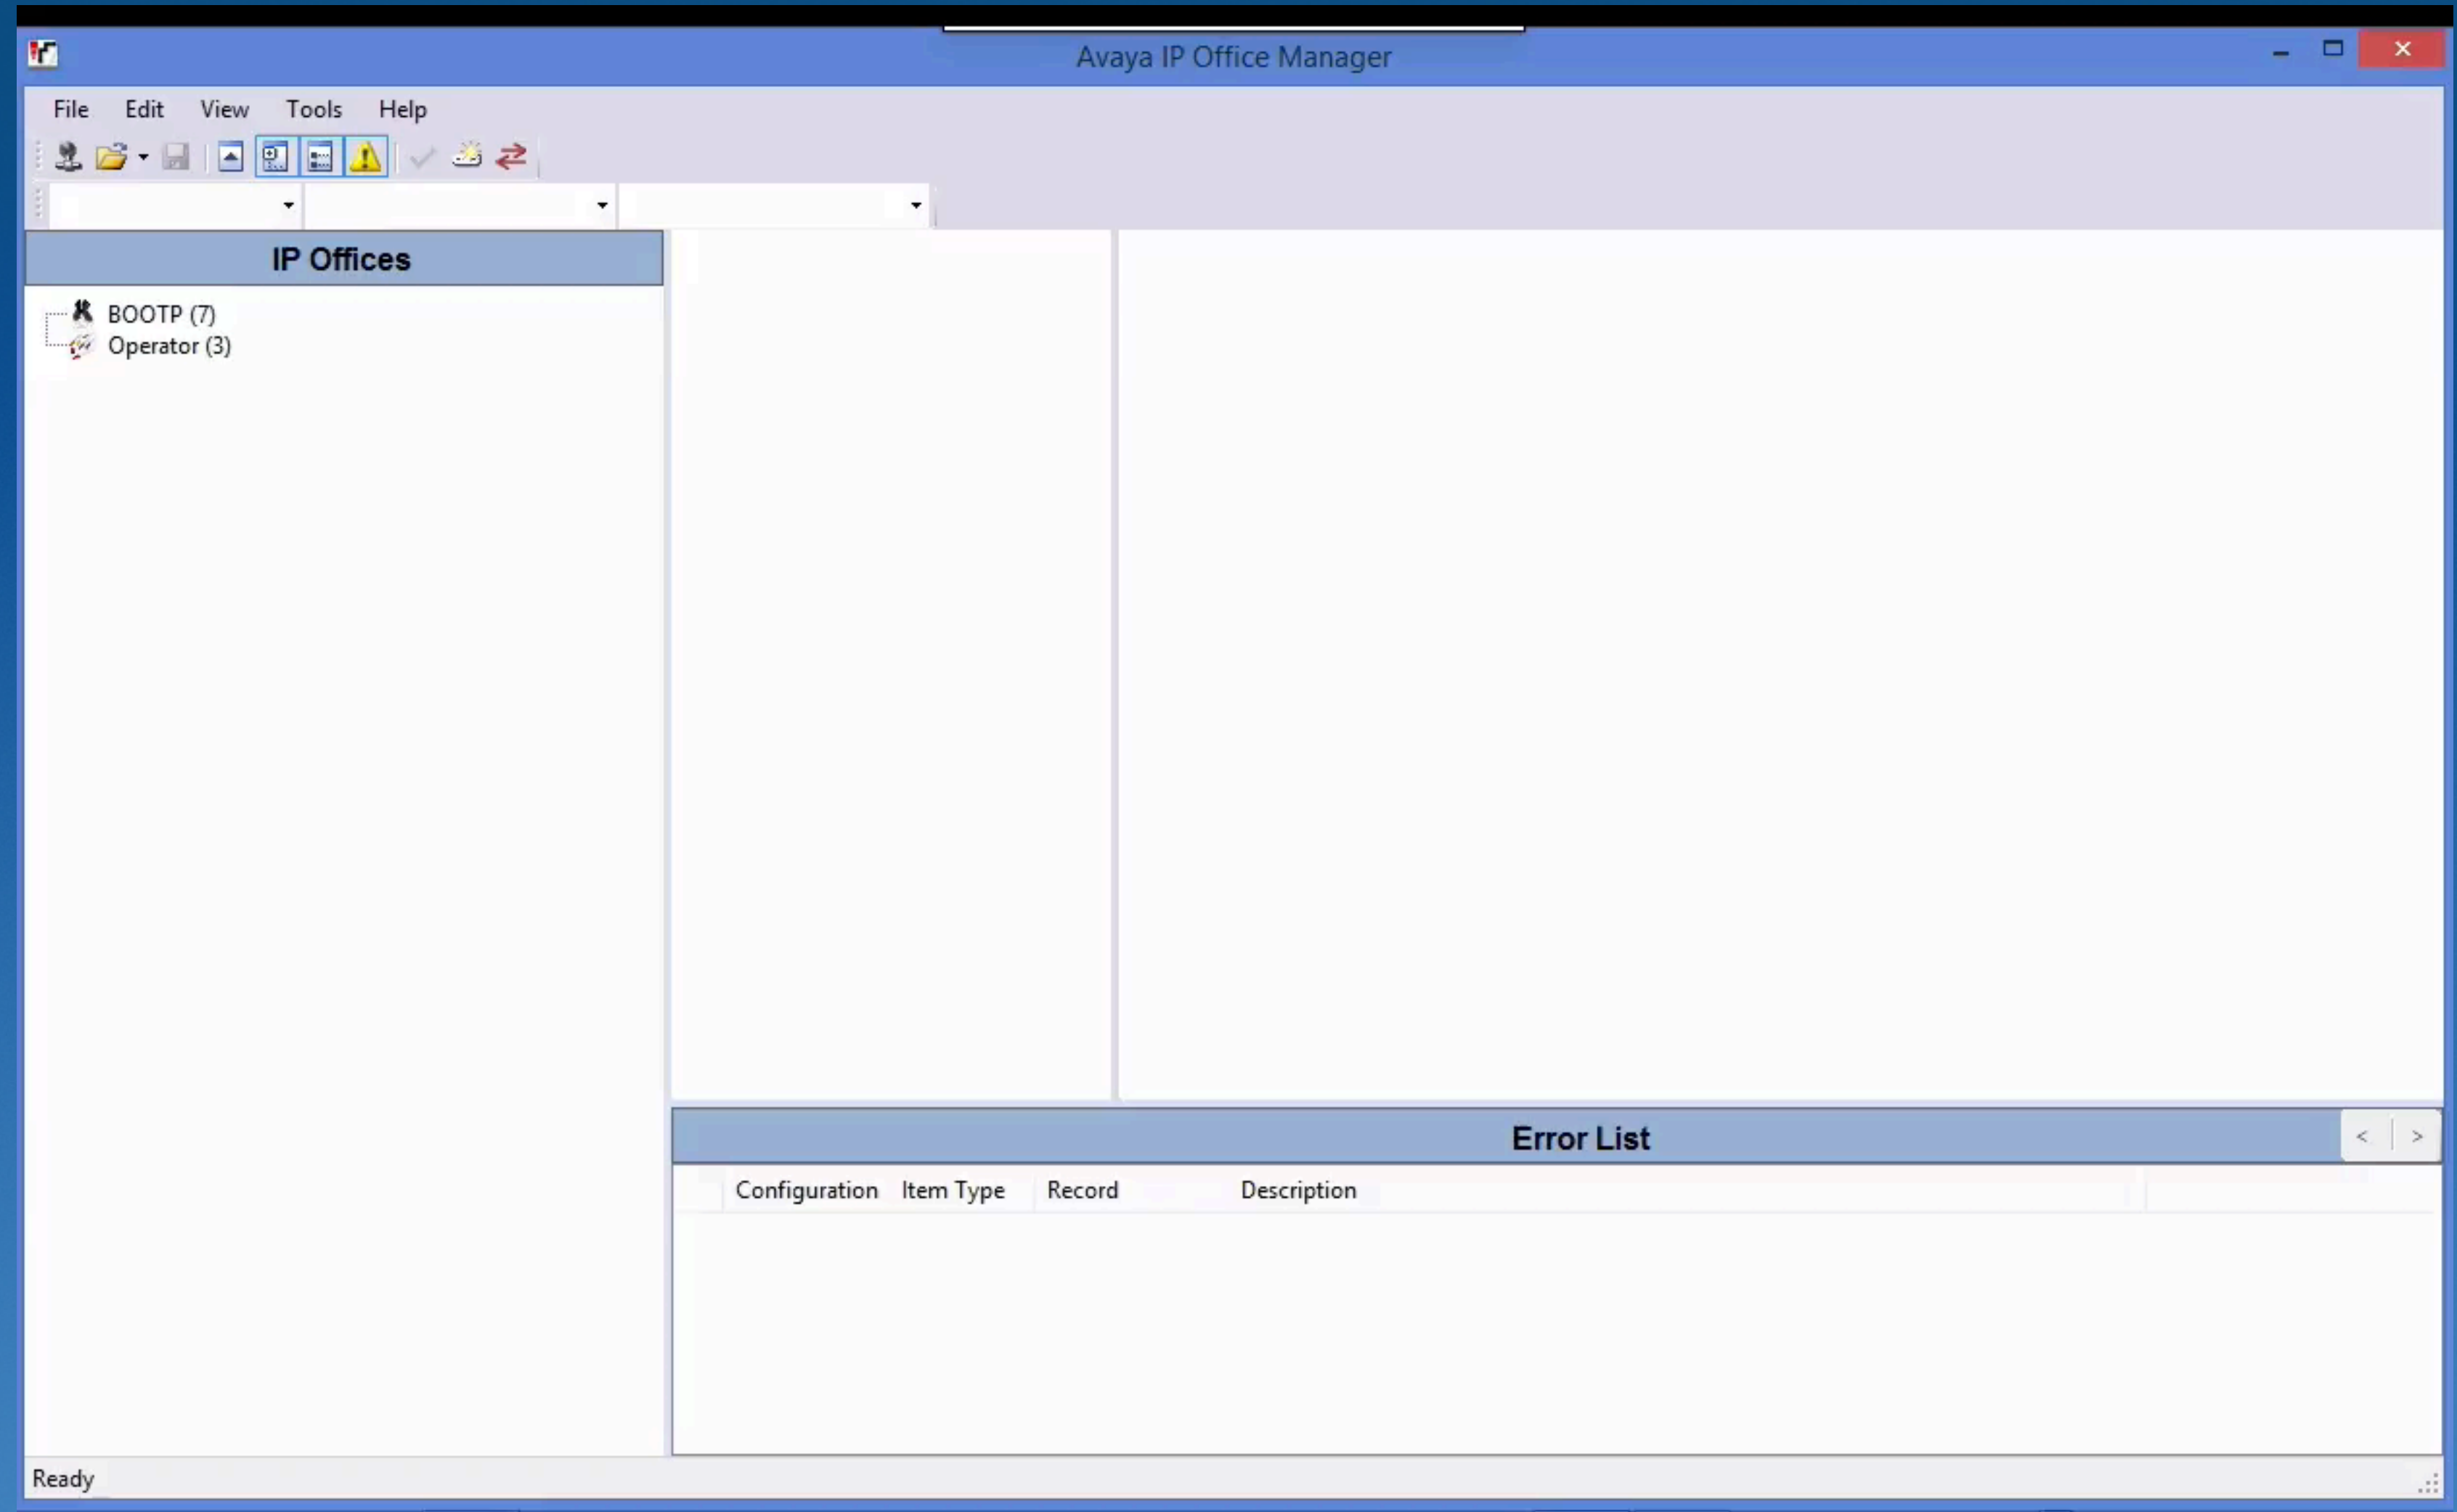 Avaya IP Office Manager
File Edit View Tools Help
IP Offices
BOOTP (7)
Operator (3)
Error List
< >
Configuration Item Type Record Description
Ready